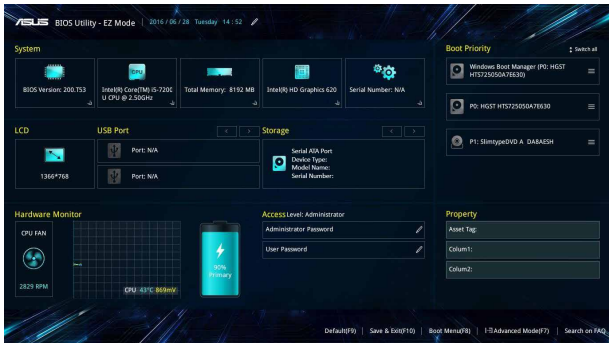 ASUS BIOS Utility - EZ Mode | 2016/06/28 Tuesday 14:52
System
BIOS Version: 200.T53
CPU
Intel(R) Core(TM) i5-7200
U CPU @ 2.50GHz
Total Memory: 8192 MB
Intel(R) HD Graphics 620
Serial Number: N/A
Boot Priority
Switch all
Windows Boot Manager (P0: HGST
HTS725050A7E630)
P0: HGST HTS725050A7E630
P1: SlimtypeDVD A DA8AESH
LCD
1366*768
USB Port
Port: N/A
Port: N/A
Storage
Serial ATA Port
Device Type:
Model Name:
Serial Number:
Hardware Monitor
CPU FAN
2829 RPM
CPU 43°C 869mV
90%
Primary
Access Level: Administrator
Administrator Password
User Password
Property
Asset Tag:
Colum1:
Colum2:
Default(F9) | Save & Exit(F10) | Boot Menu(F8) | Advanced Mode(F7) | Search on FAQ